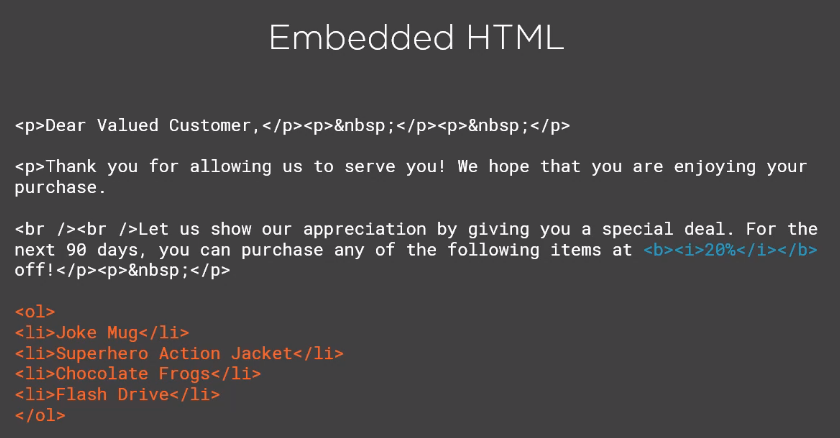 Embedded HTML
<p>Dear Valued Customer,</p><p>&nbsp;</p><p>&nbsp;</p>
<p>Thank you for allowing us to serve you! We hope that you are enjoying your
purchase.
<br /><br />Let us show our appreciation by giving you a special deal. For the
next 90 days, you can purchase any of the following items at <b><i>20%</i></b>
off!</p><p>&nbsp;</p>
<ol>
<li>Joke Mug</li>
<li>Superhero Action Jacket</li>
<li>Chocolate Frogs</li>
<li>Flash Drive</li>
</ol>